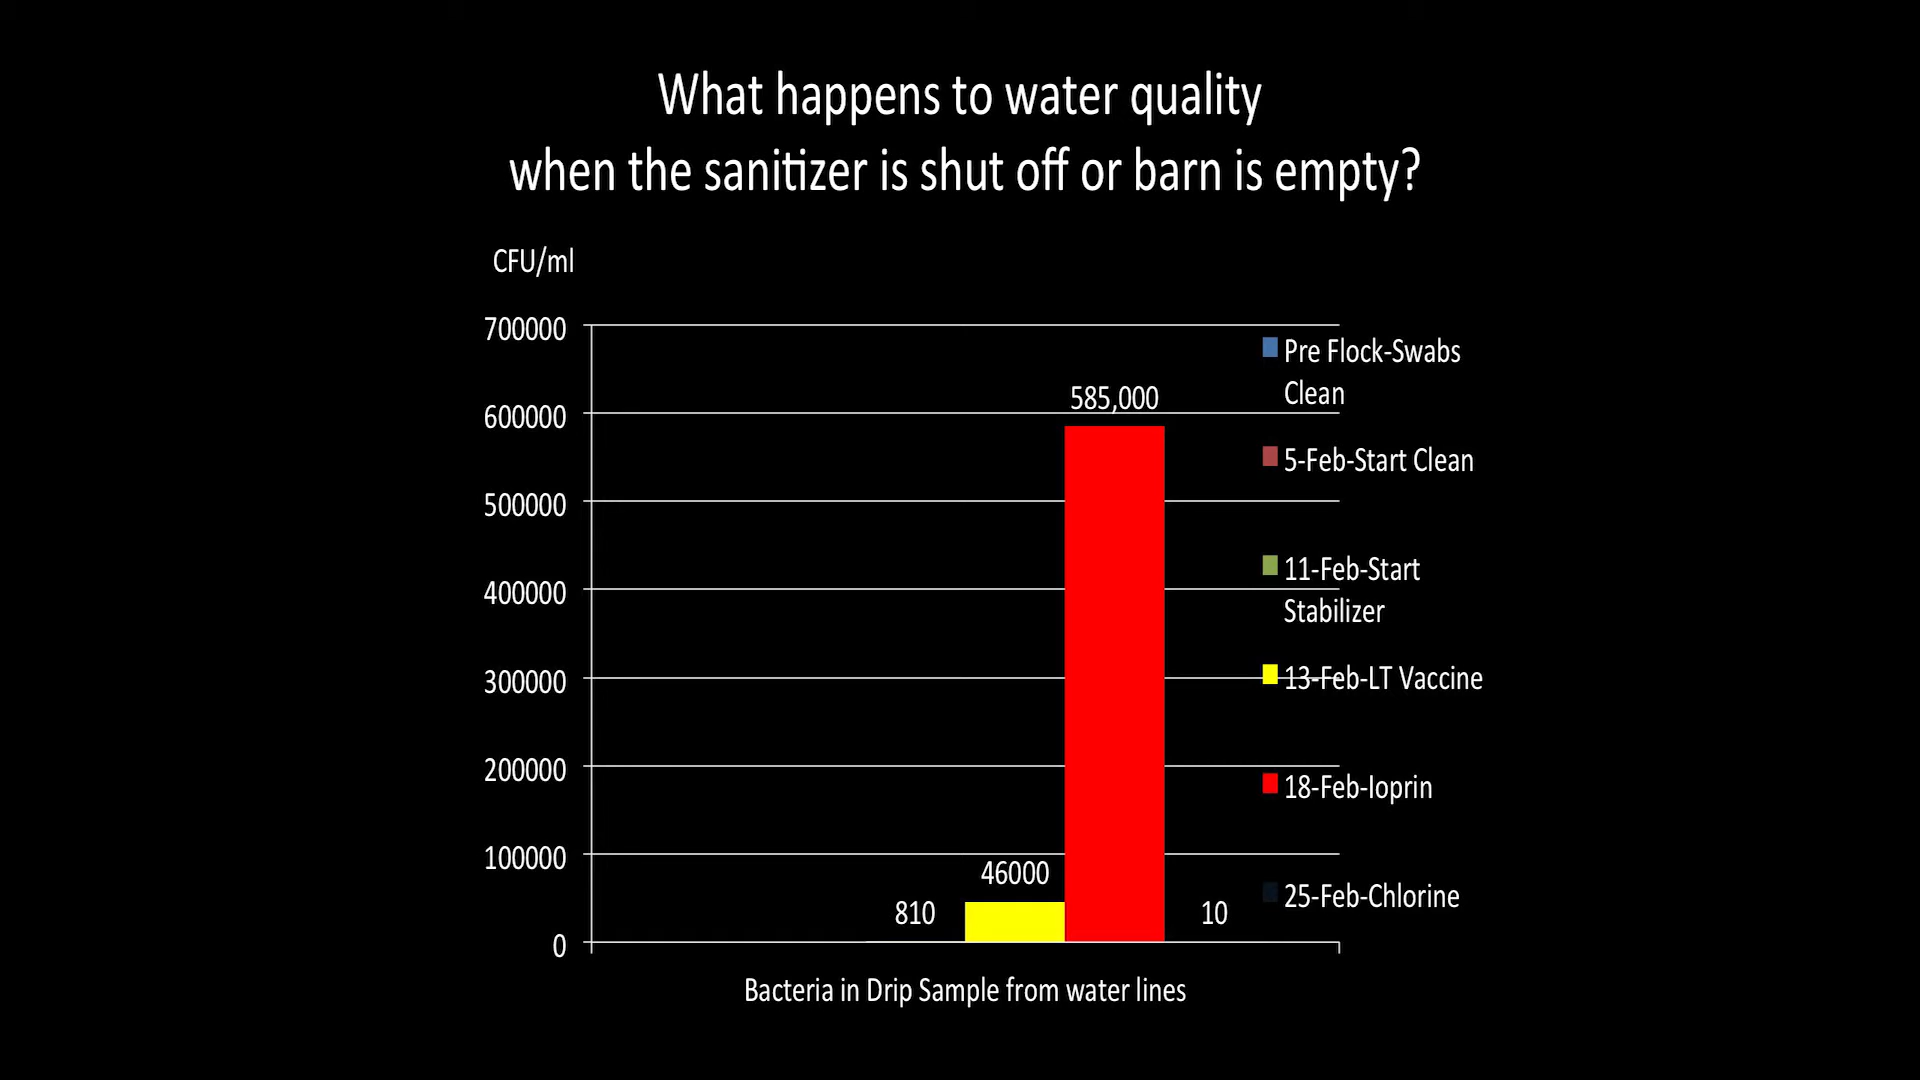 What happens to water quality
when the sanitizer is shut off or barn is empty?
CFU/ml
700000
600000
500000
400000
300000
200000
100000
0
585,000
46000
810
10
Pre Flock-Swabs
Clean
5-Feb-Start Clean
11-Feb-Start
Stabilizer
13-Feb-LT Vaccine
18-Feb-Ioprin
25-Feb-Chlorine
Bacteria in Drip Sample from water lines